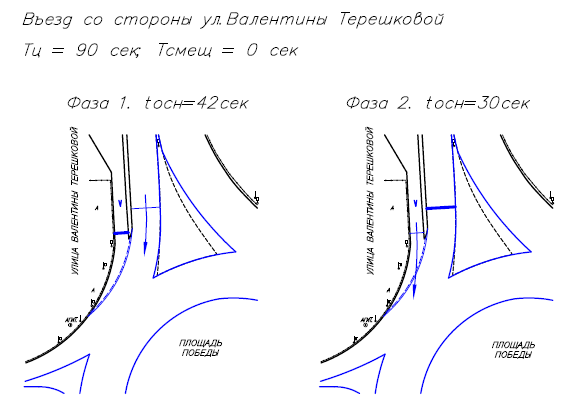 Въезд со стороны ул. Валентины Терешковой
Тц = 90 сек; Тсмещ = 0 сек
Фаза 1. tосн=42сек
Фаза 2. tосн=30сек
УЛИЦА ВАЛЕНТИНЫ ТЕРЕШКОВОЙ
ПЛОЩАДЬ
ПОБЕДЫ
УЛИЦА ВАЛЕНТИНЫ ТЕРЕШКОВОЙ
ПЛОЩАДЬ
ПОБЕДЫ